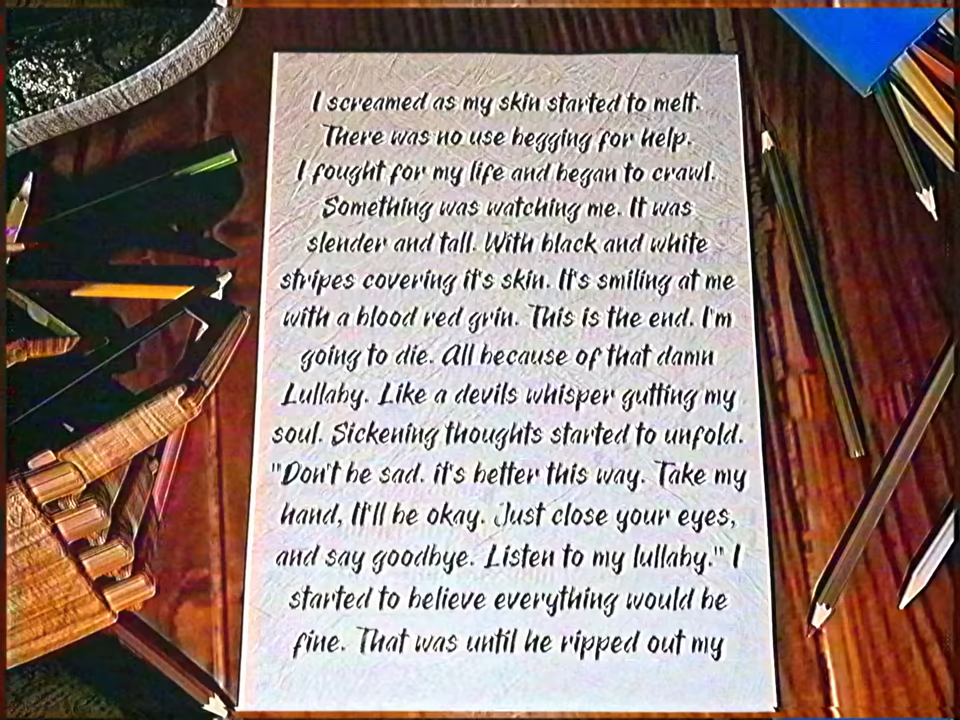 I screamed as my skin started to melt.
There was no use begging for help.
I fought for my life and began to crawl.
Something was watching me. It was
slender and tall. With black and white
stripes covering it's skin. It's smiling at me
with a blood red grin. This is the end. I'm
going to die. All because of that damn
Lullaby. Like a devils whisper gutting my
soul. Sickening thoughts started to unfold.
"Don't be sad. it's better this way. Take my
hand, It'll be okay. Just close your eyes,
and say goodbye. Listen to my lullaby." I
started to believe everything would be
fine. That was until he ripped out my